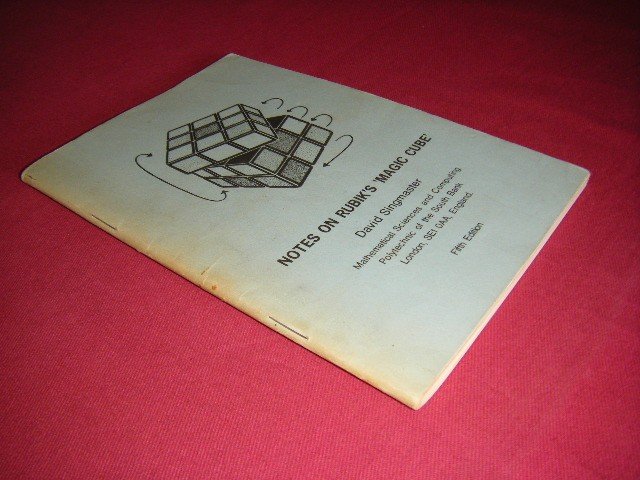 NOTES ON RUBIK'S 'MAGIC CUBE'
David Singmaster
Mathematical Sciences and Computing
Polytechnic of the South Bank
London, SE1 0AA, England.
Fifth Edition